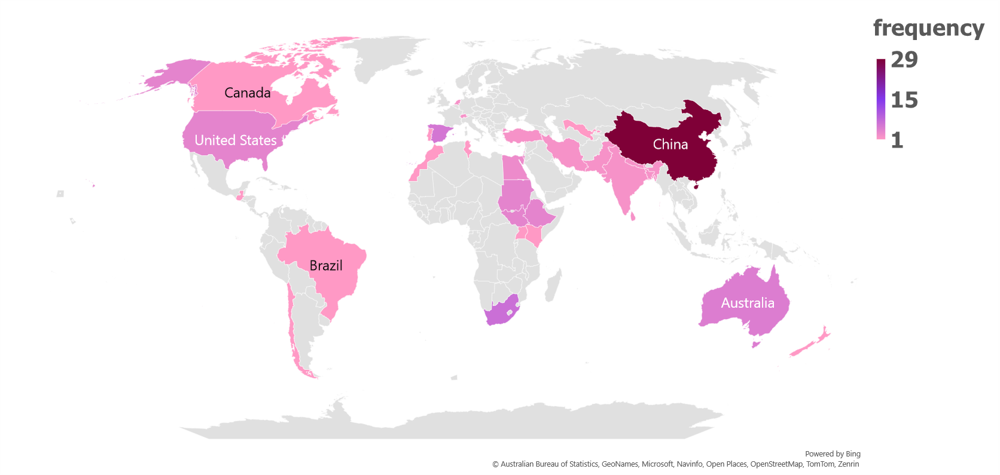 frequency
29
15
1
Canada
United States
China
Brazil
Australia
Powered by Bing
© Australian Bureau of Statistics, GeoNames, Microsoft, Navinfo, Open Places, OpenStreetMap, TomTom, Zenrin